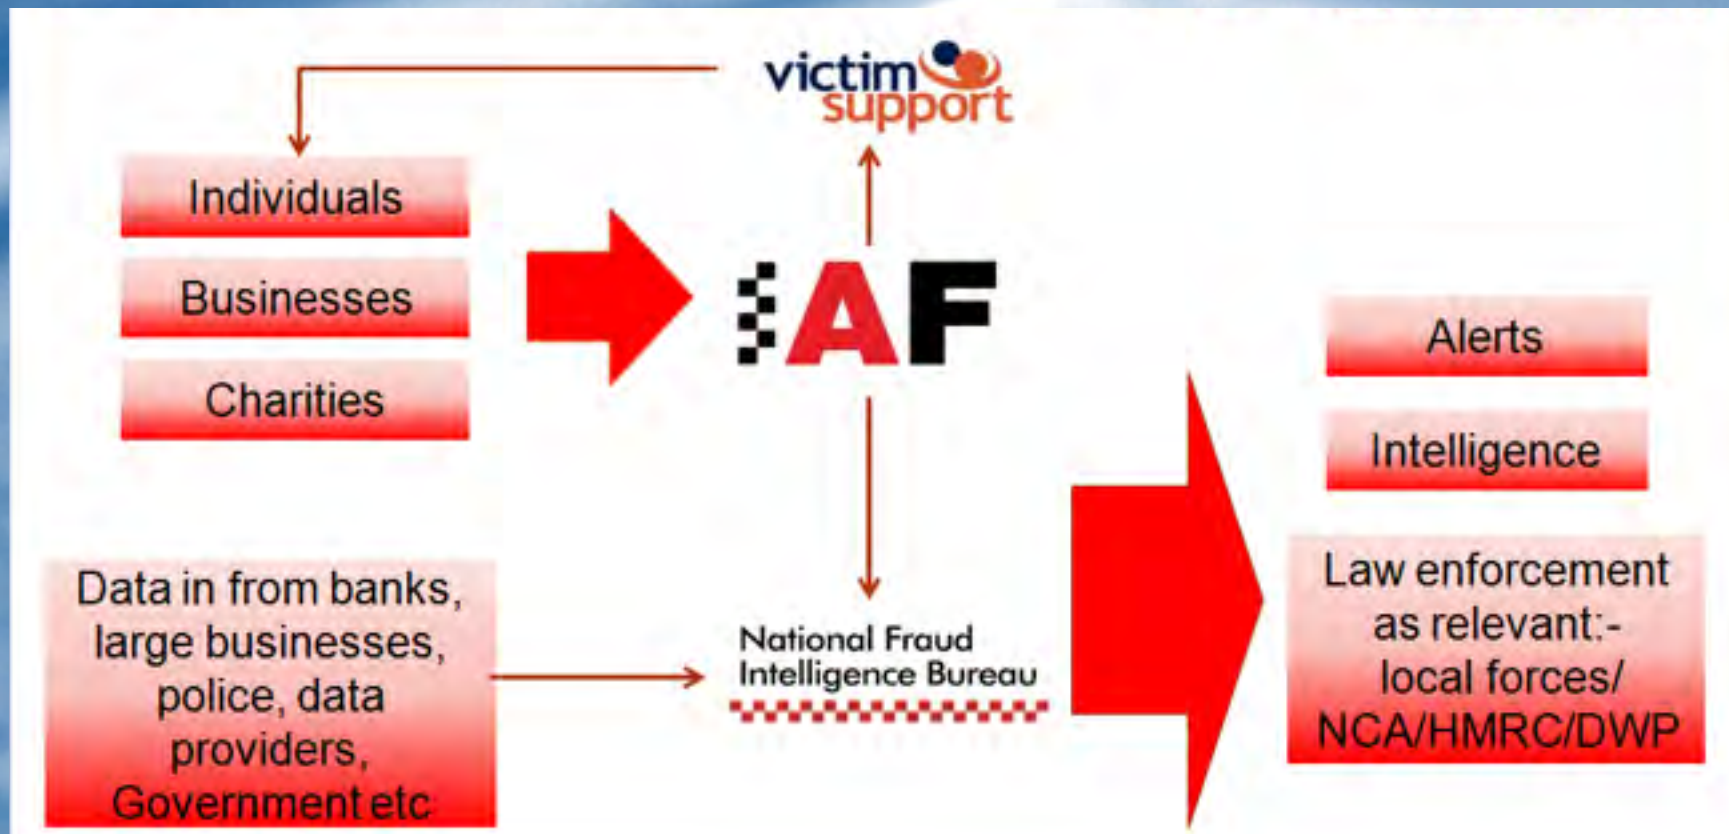 victim
support
Individuals
Businesses
Charities
AF
Alerts
Intelligence
Data in from banks,
large businesses,
police, data
providers,
Government etc
National Fraud
Intelligence Bureau
Law enforcement
as relevant:-
local forces/
NCA/HMRC/DWP